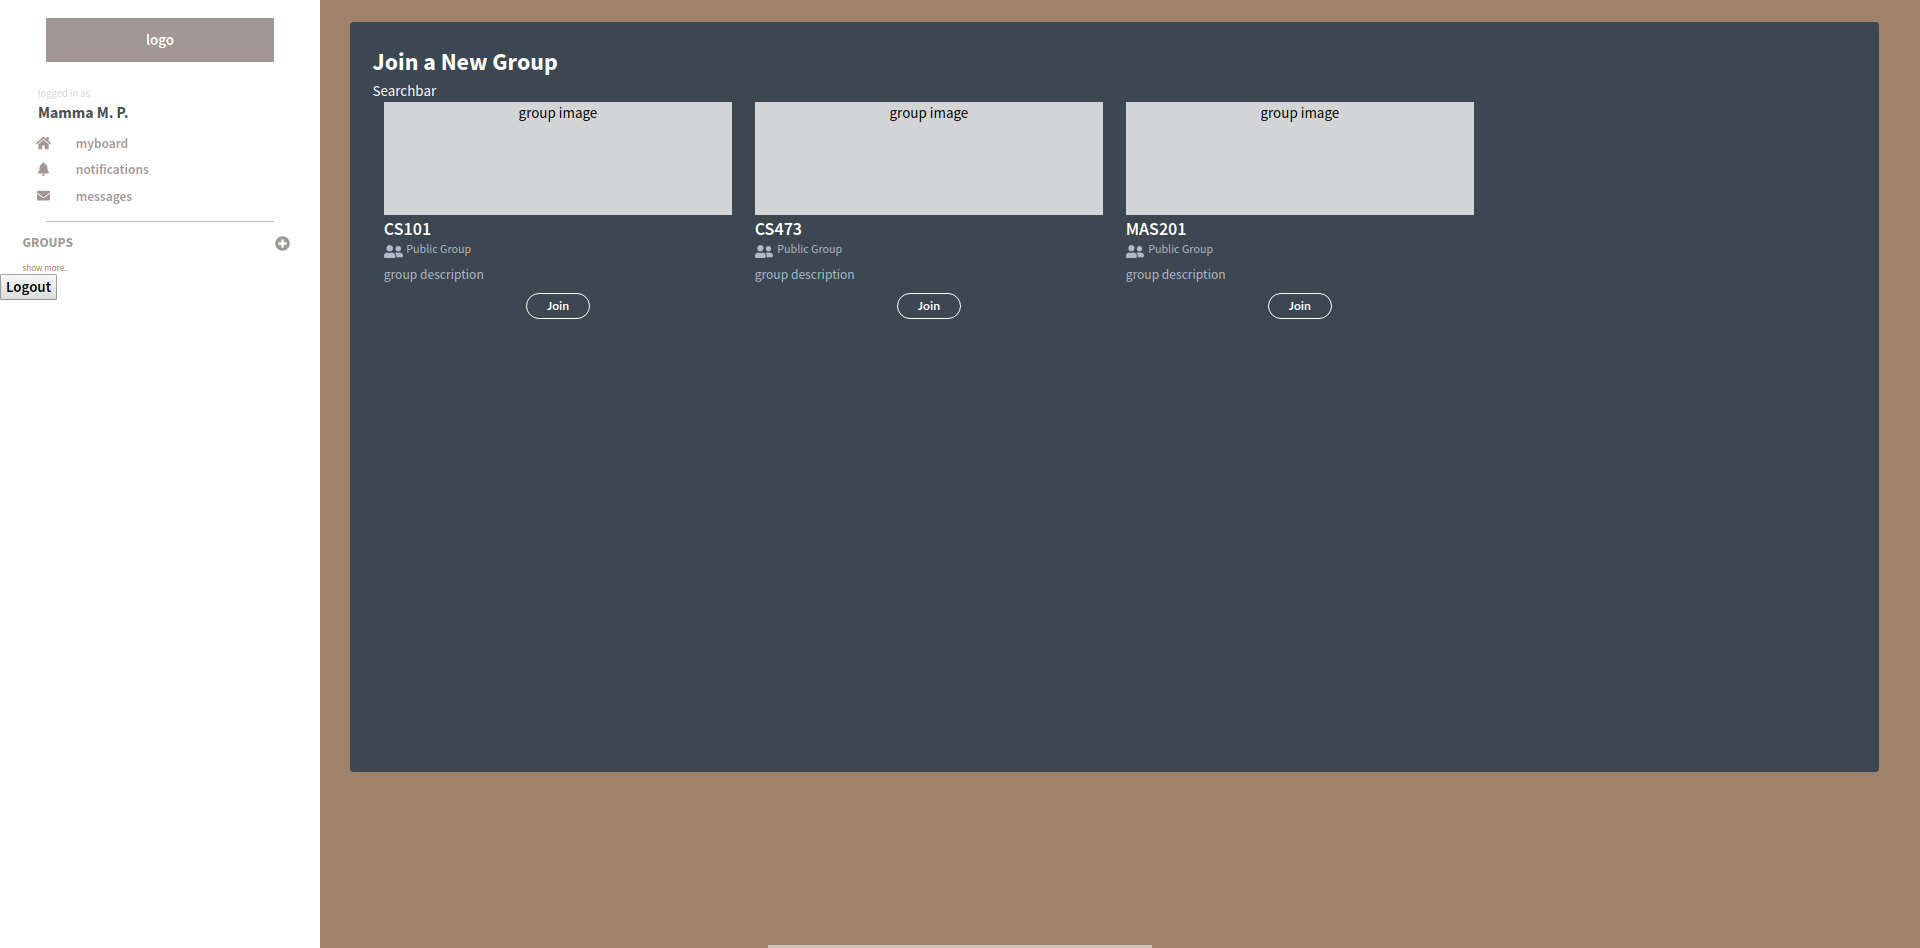 logo
logged in as
Mamma M. P.
myboard
notifications
messages
GROUPS
show more..
Logout
Join a New Group
Searchbar
group image
CS101
Public Group
group description
Join
group image
CS473
Public Group
group description
Join
group image
MAS201
Public Group
group description
Join